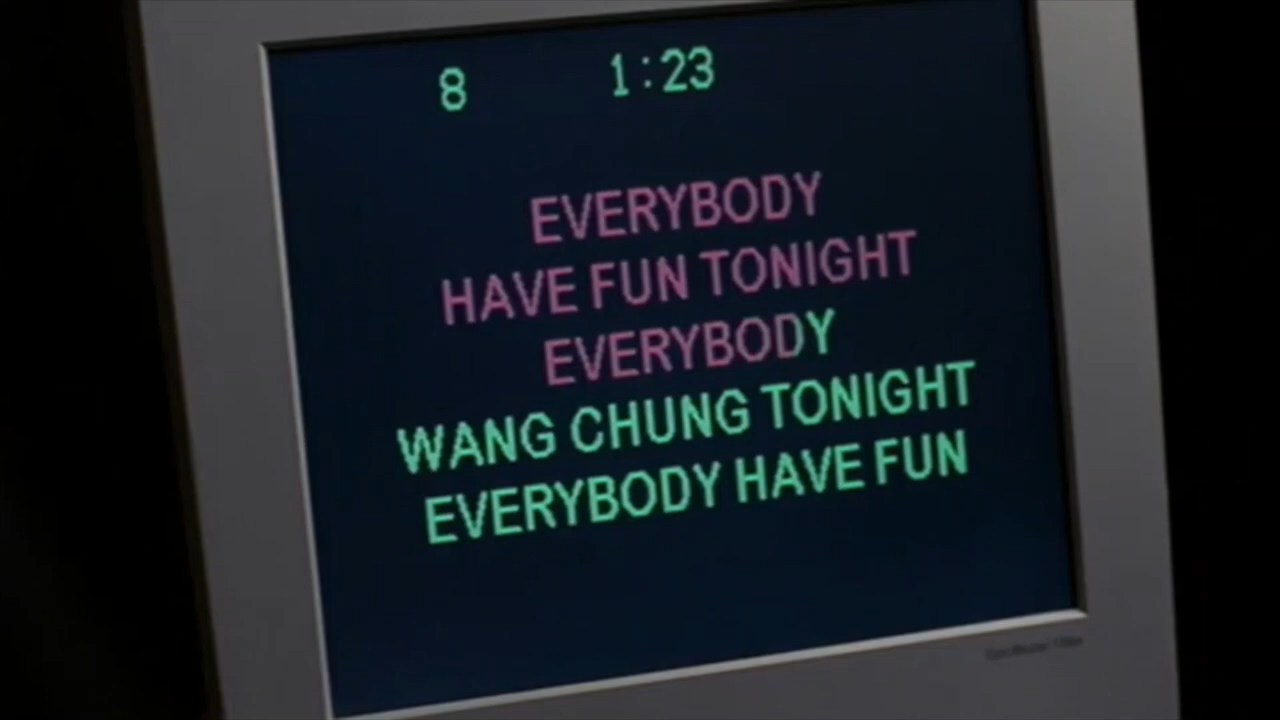 8 1:23
EVERYBODY
HAVE FUN TONIGHT
EVERYBODY
WANG CHUNG TONIGHT
EVERYBODY HAVE FUN